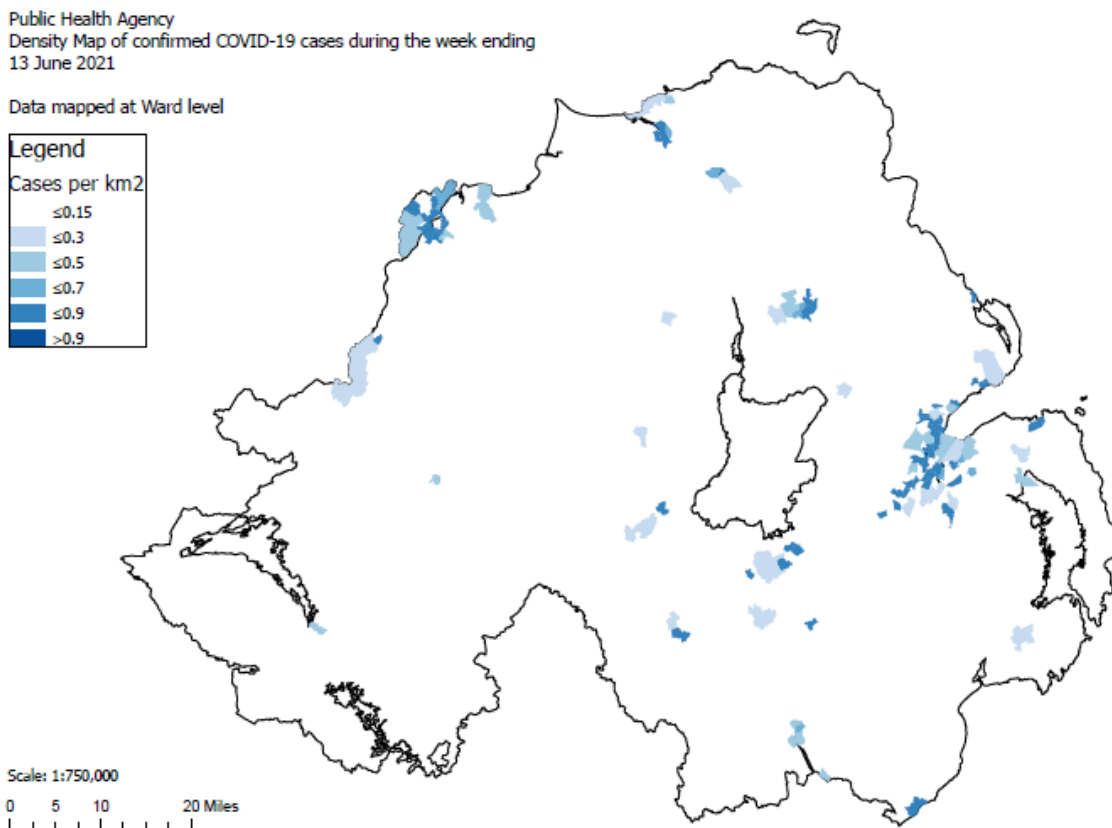 Public Health Agency
Density Map of confirmed COVID-19 cases during the week ending
13 June 2021
Data mapped at Ward level
Legend
Cases per km2
≤0.15
≤0.3
≤0.5
≤0.7
≤0.9
>0.9
Scale: 1:750,000
0 5 10 20 Miles